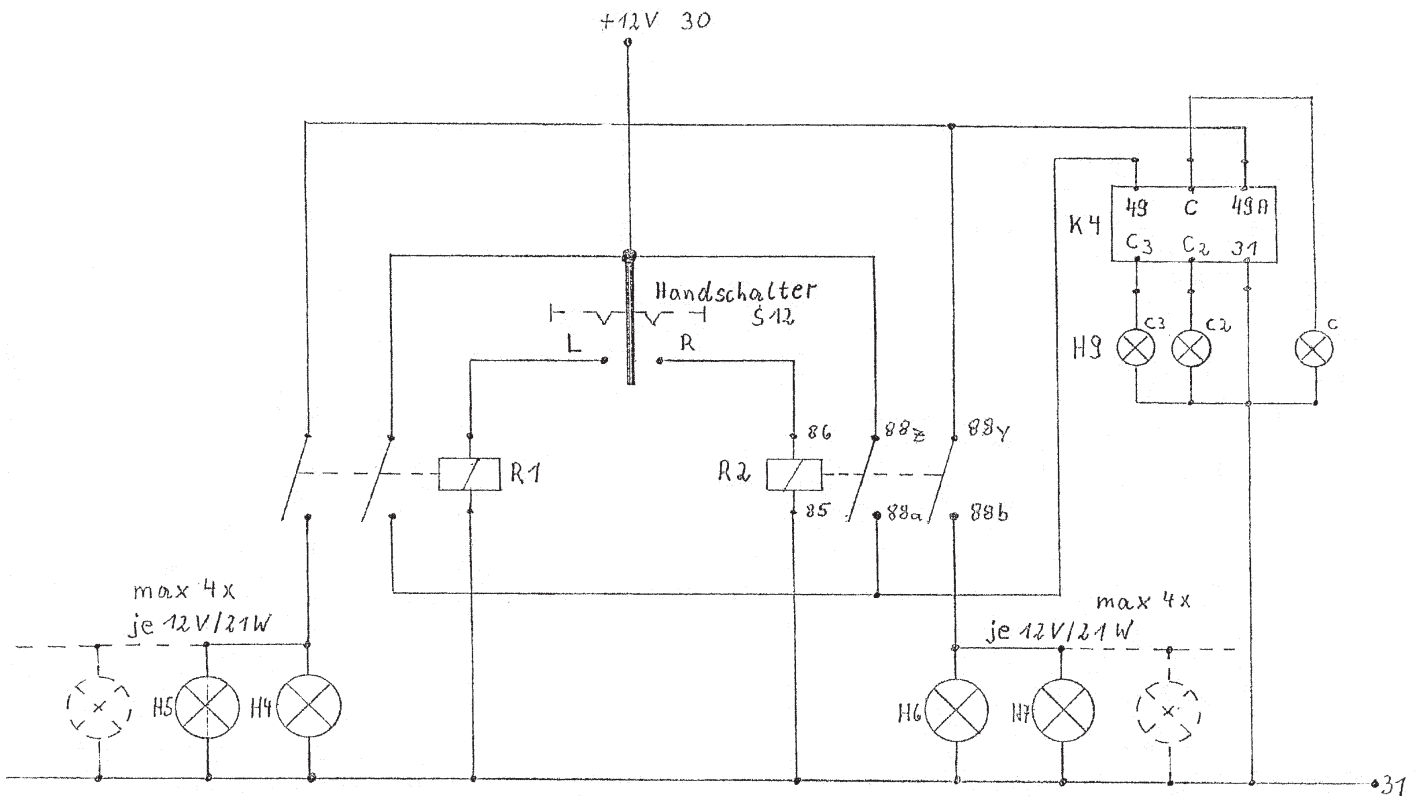 +12V 30
49 C 49A
K4
C3 C2 31
Handschalter
S12
L R
C3 C2 C
H9
86 88z 88y
R1 R2
85 88a 88b
max 4x
je 12V/21W
max 4x
je 12V/21W
H5 H4 H6 H7
31